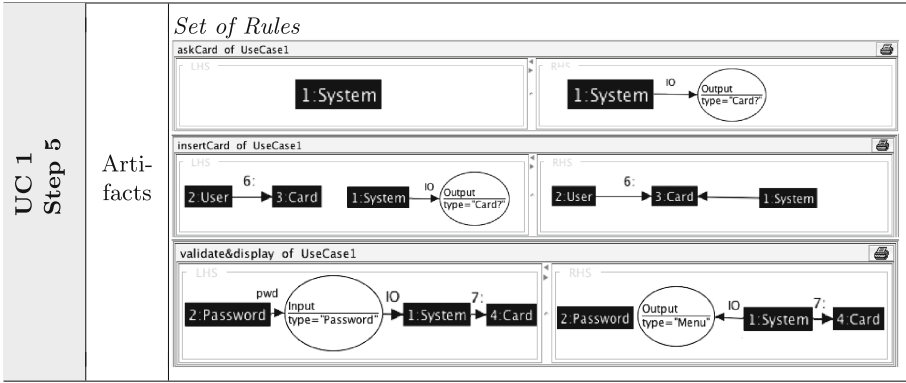 UC 1
Step 5
Arti-
facts
Set of Rules
askCard of UseCase1
LHS
1:System
RHS
1:System
IO
Output
type="Card?"
insertCard of UseCase1
LHS
2:User
6:
3:Card
1:System
IO
Output
type="Card?"
RHS
2:User
6:
3:Card
1:System
validate&display of UseCase1
LHS
2:Password
pwd
Input
type="Password"
IO
1:System
7:
4:Card
RHS
2:Password
Output
type="Menu"
IO
1:System
7:
4:Card